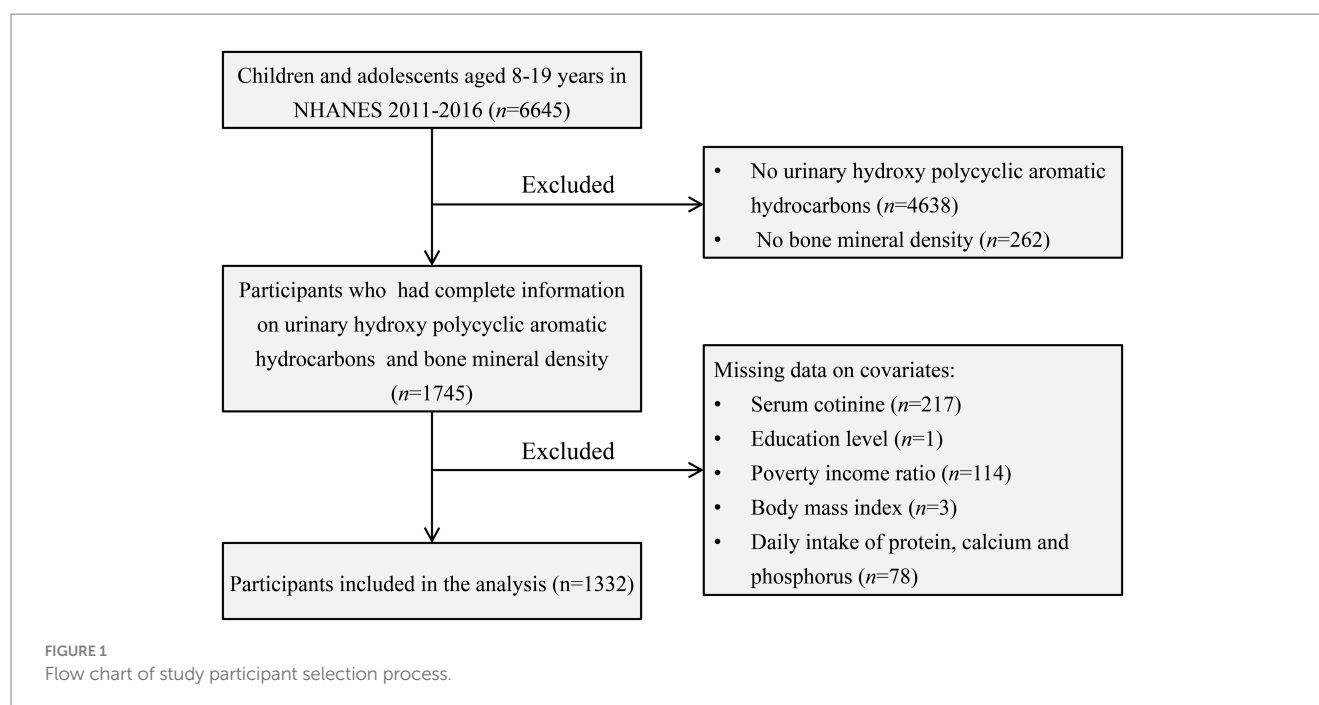 Children and adolescents aged 8-19 years in
NHANES 2011-2016 (n=6645)
Excluded
• No urinary hydroxy polycyclic aromatic
hydrocarbons (n=4638)
• No bone mineral density (n=262)
Participants who had complete information
on urinary hydroxy polycyclic aromatic
hydrocarbons and bone mineral density
(n=1745)
Excluded
Missing data on covariates:
• Serum cotinine (n=217)
• Education level (n=1)
• Poverty income ratio (n=114)
• Body mass index (n=3)
• Daily intake of protein, calcium and
phosphorus (n=78)
Participants included in the analysis (n=1332)
FIGURE 1
Flow chart of study participant selection process.